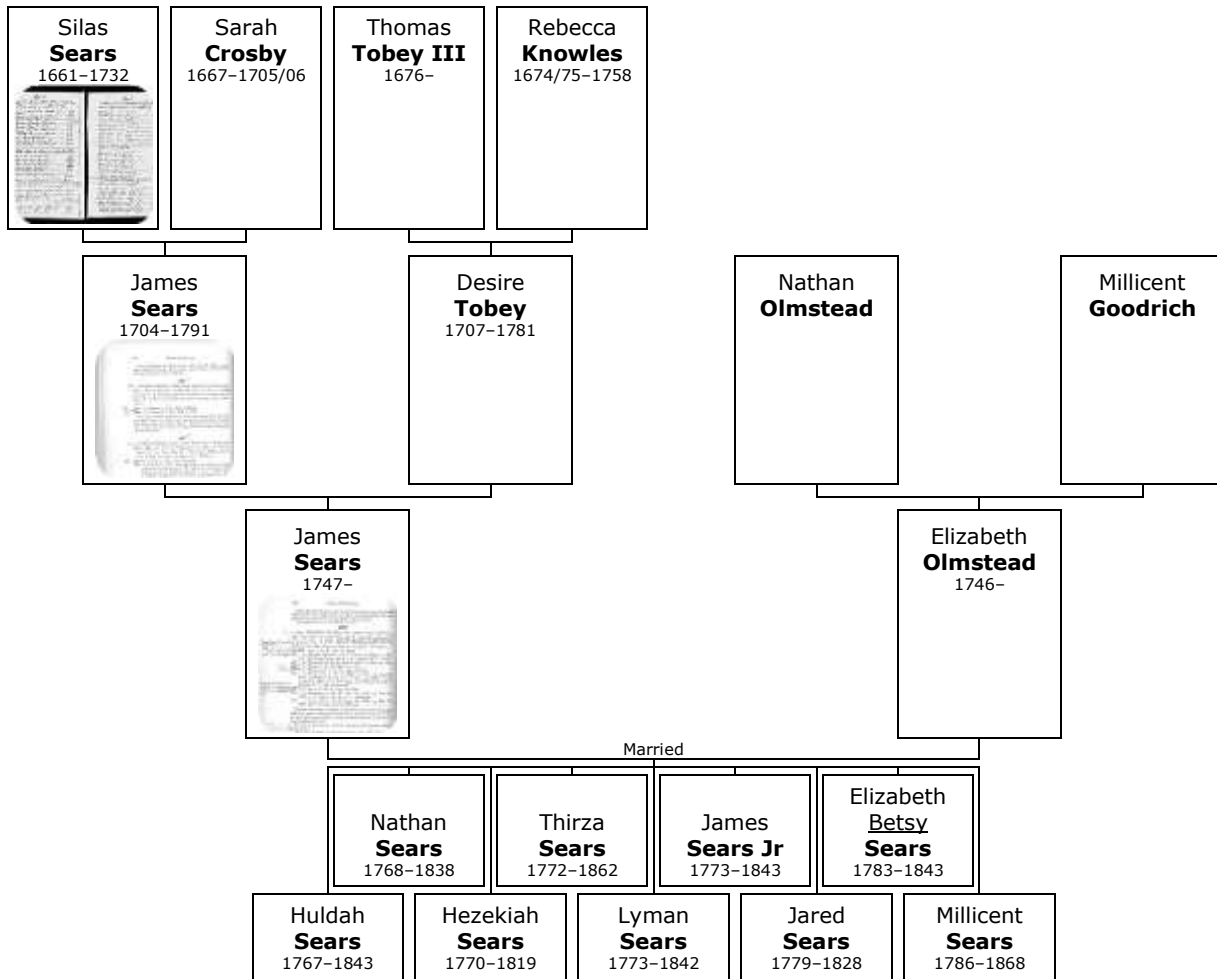 Silas
Sears
1661–1732
Sarah
Crosby
1667–1705/06
Thomas
Tobey III
1676–
Rebecca
Knowles
1674/75–1758
James
Sears
1704–1791
Desire
Tobey
1707–1781
Nathan
Olmstead
Millicent
Goodrich
James
Sears
1747–
Elizabeth
Olmstead
1746–
Married
Nathan
Sears
1768–1838
Thirza
Sears
1772–1862
James
Sears Jr
1773–1843
Elizabeth
Betsy
Sears
1783–1843
Huldah
Sears
1767–1843
Hezekiah
Sears
1770–1819
Lyman
Sears
1773–1842
Jared
Sears
1779–1828
Millicent
Sears
1786–1868